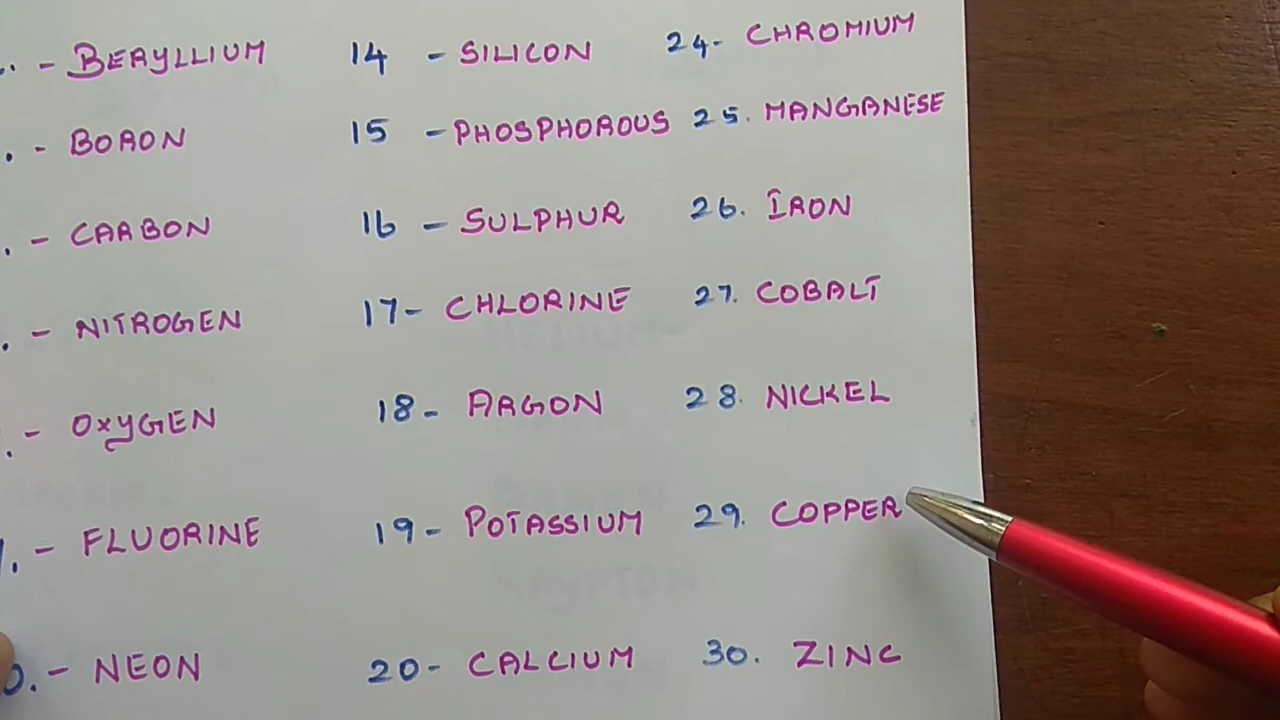 . - BERYLLIUM 14 - SILICON 24- CHROMIUM
. - BORON 15 - PHOSPHOROUS 25. MANGANESE
. - CARBON 16 - SULPHUR 26. IRON
. - NITROGEN 17- CHLORINE 27. COBALT
. - OXYGEN 18- ARGON 28. NICKEL
. - FLUORINE 19- POTASSIUM 29. COPPER
0. - NEON 20- CALCIUM 30. ZINC